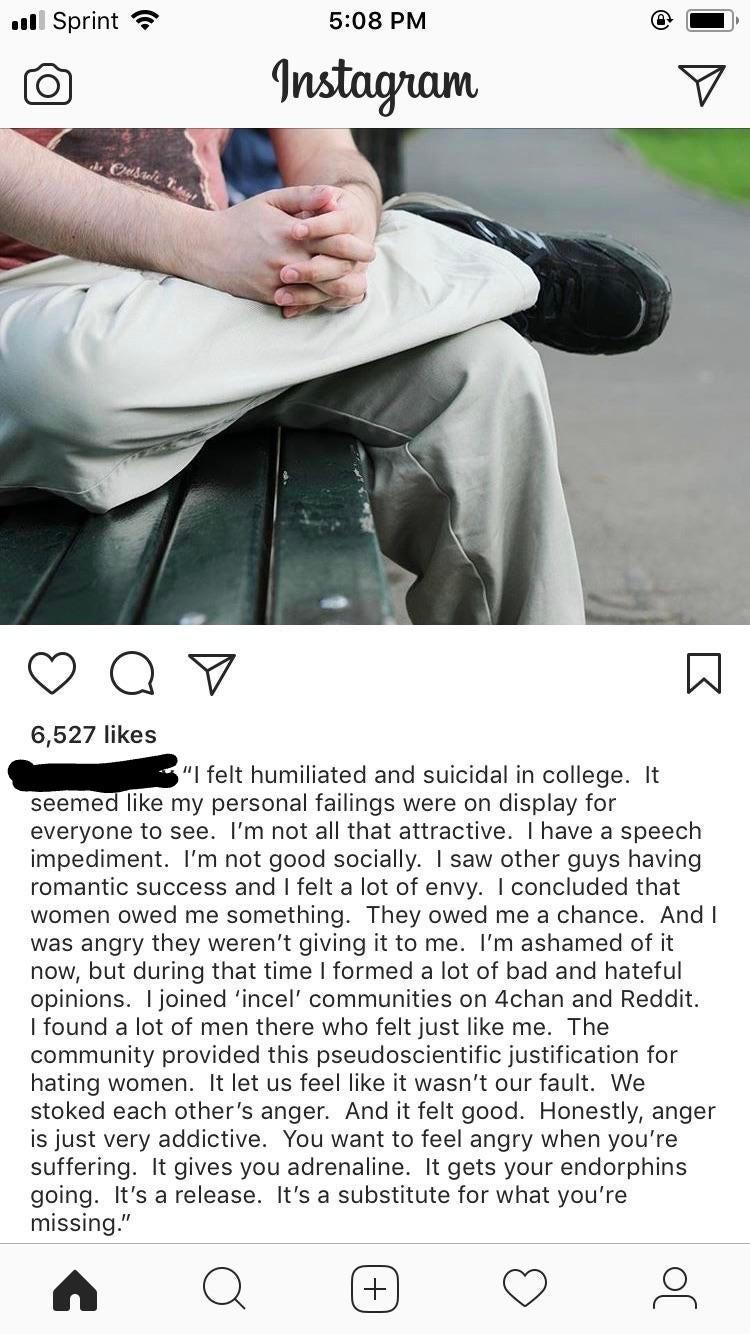 Sprint 5:08 PM
Instagram
Crusade
6,527 likes
“I felt humiliated and suicidal in college.  It
seemed like my personal failings were on display for
everyone to see.  I’m not all that attractive.  I have a speech
impediment.  I’m not good socially.  I saw other guys having
romantic success and I felt a lot of envy.  I concluded that
women owed me something.  They owed me a chance.  And I
was angry they weren’t giving it to me.  I’m ashamed of it
now, but during that time I formed a lot of bad and hateful
opinions.  I joined ‘incel’ communities on 4chan and Reddit.
I found a lot of men there who felt just like me.  The
community provided this pseudoscientific justification for
hating women.  It let us feel like it wasn’t our fault.  We
stoked each other’s anger.  And it felt good.  Honestly, anger
is just very addictive.  You want to feel angry when you’re
suffering.  It gives you adrenaline.  It gets your endorphins
going.  It’s a release.  It’s a substitute for what you’re
missing.”